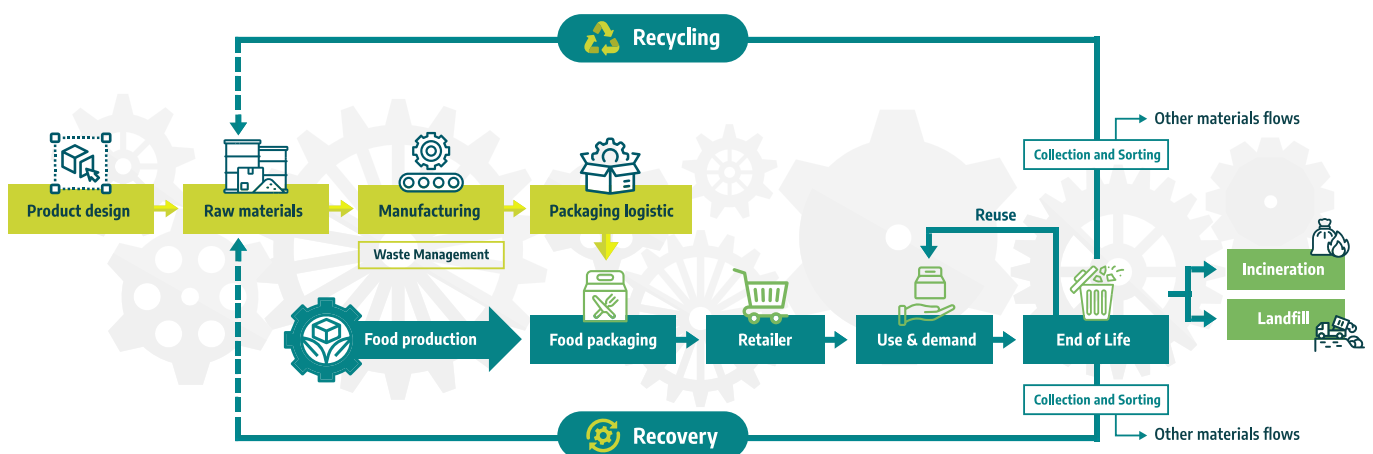 Recycling
Other materials flows
Collection and Sorting
Product design
Raw materials
Manufacturing
Packaging logistic
Reuse
Waste Management
Incineration
Landfill
Food production
Food packaging
Retailer
Use & demand
End of Life
Collection and Sorting
Recovery
Other materials flows